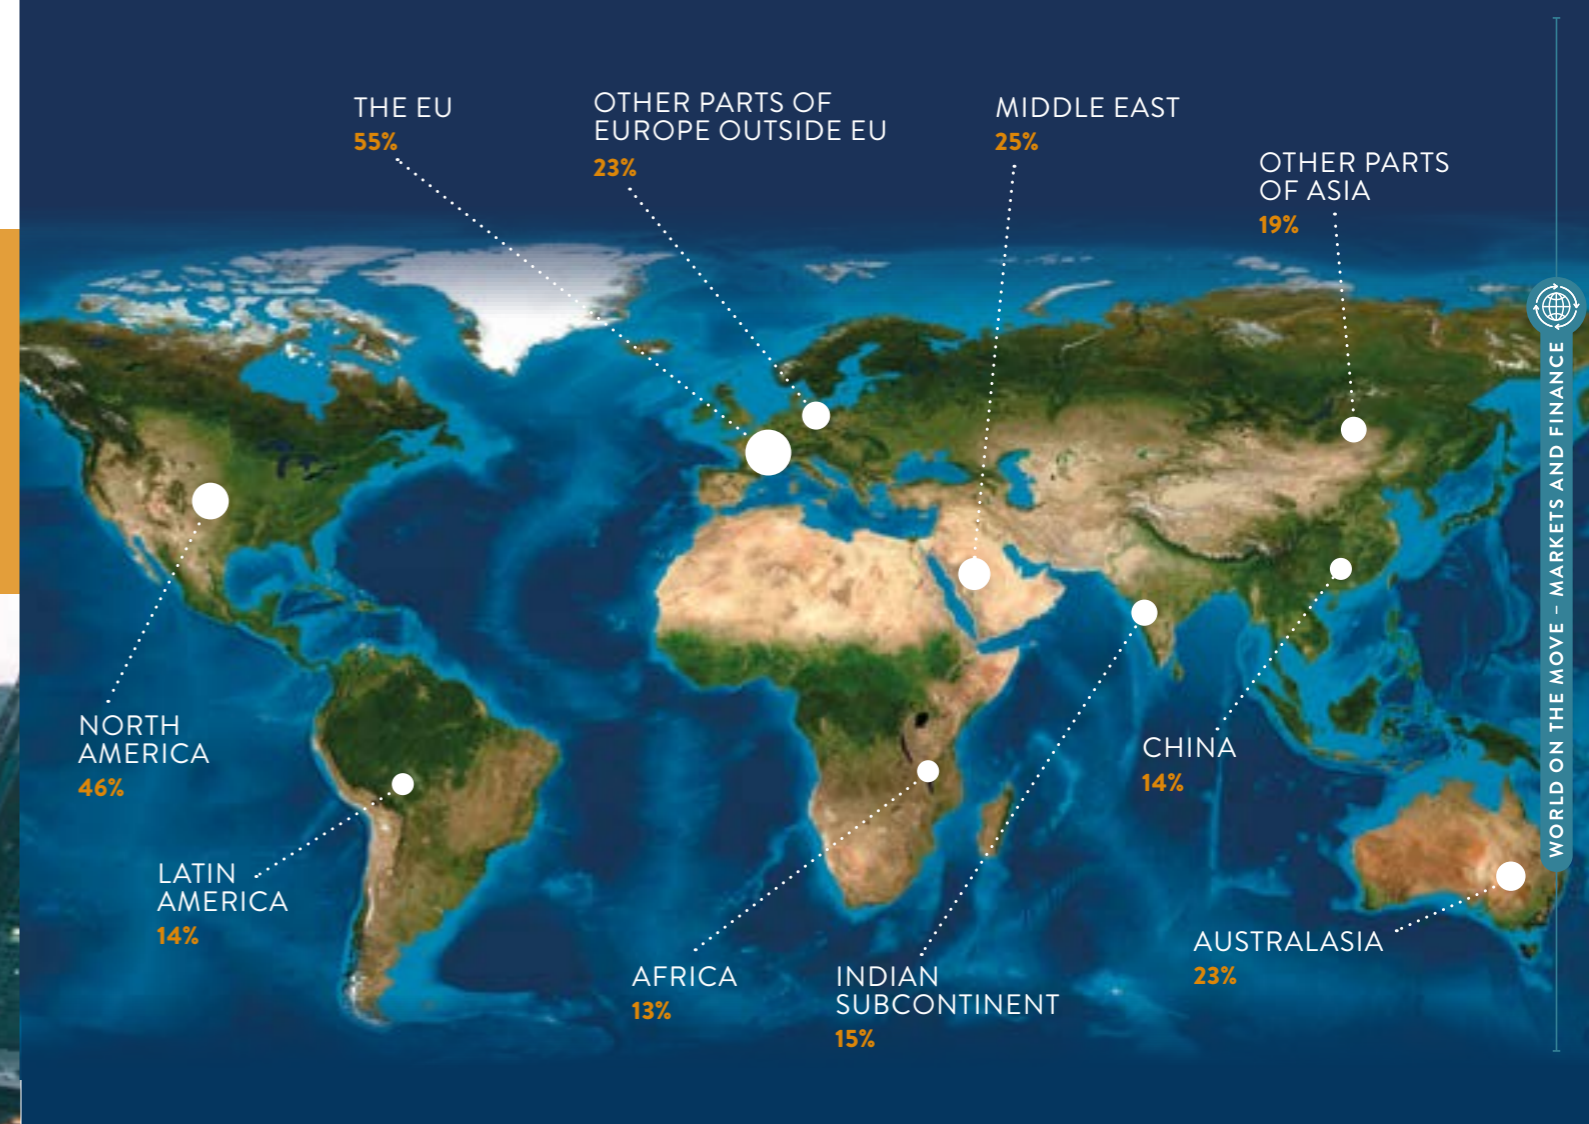 THE EU
55%
OTHER PARTS OF
EUROPE OUTSIDE EU
23%
MIDDLE EAST
25%
OTHER PARTS
OF ASIA
19%
NORTH
AMERICA
46%
LATIN
AMERICA
14%
AFRICA
13%
INDIAN
SUBCONTINENT
15%
CHINA
14%
AUSTRALASIA
23%
WORLD ON THE MOVE – MARKETS AND FINANCE